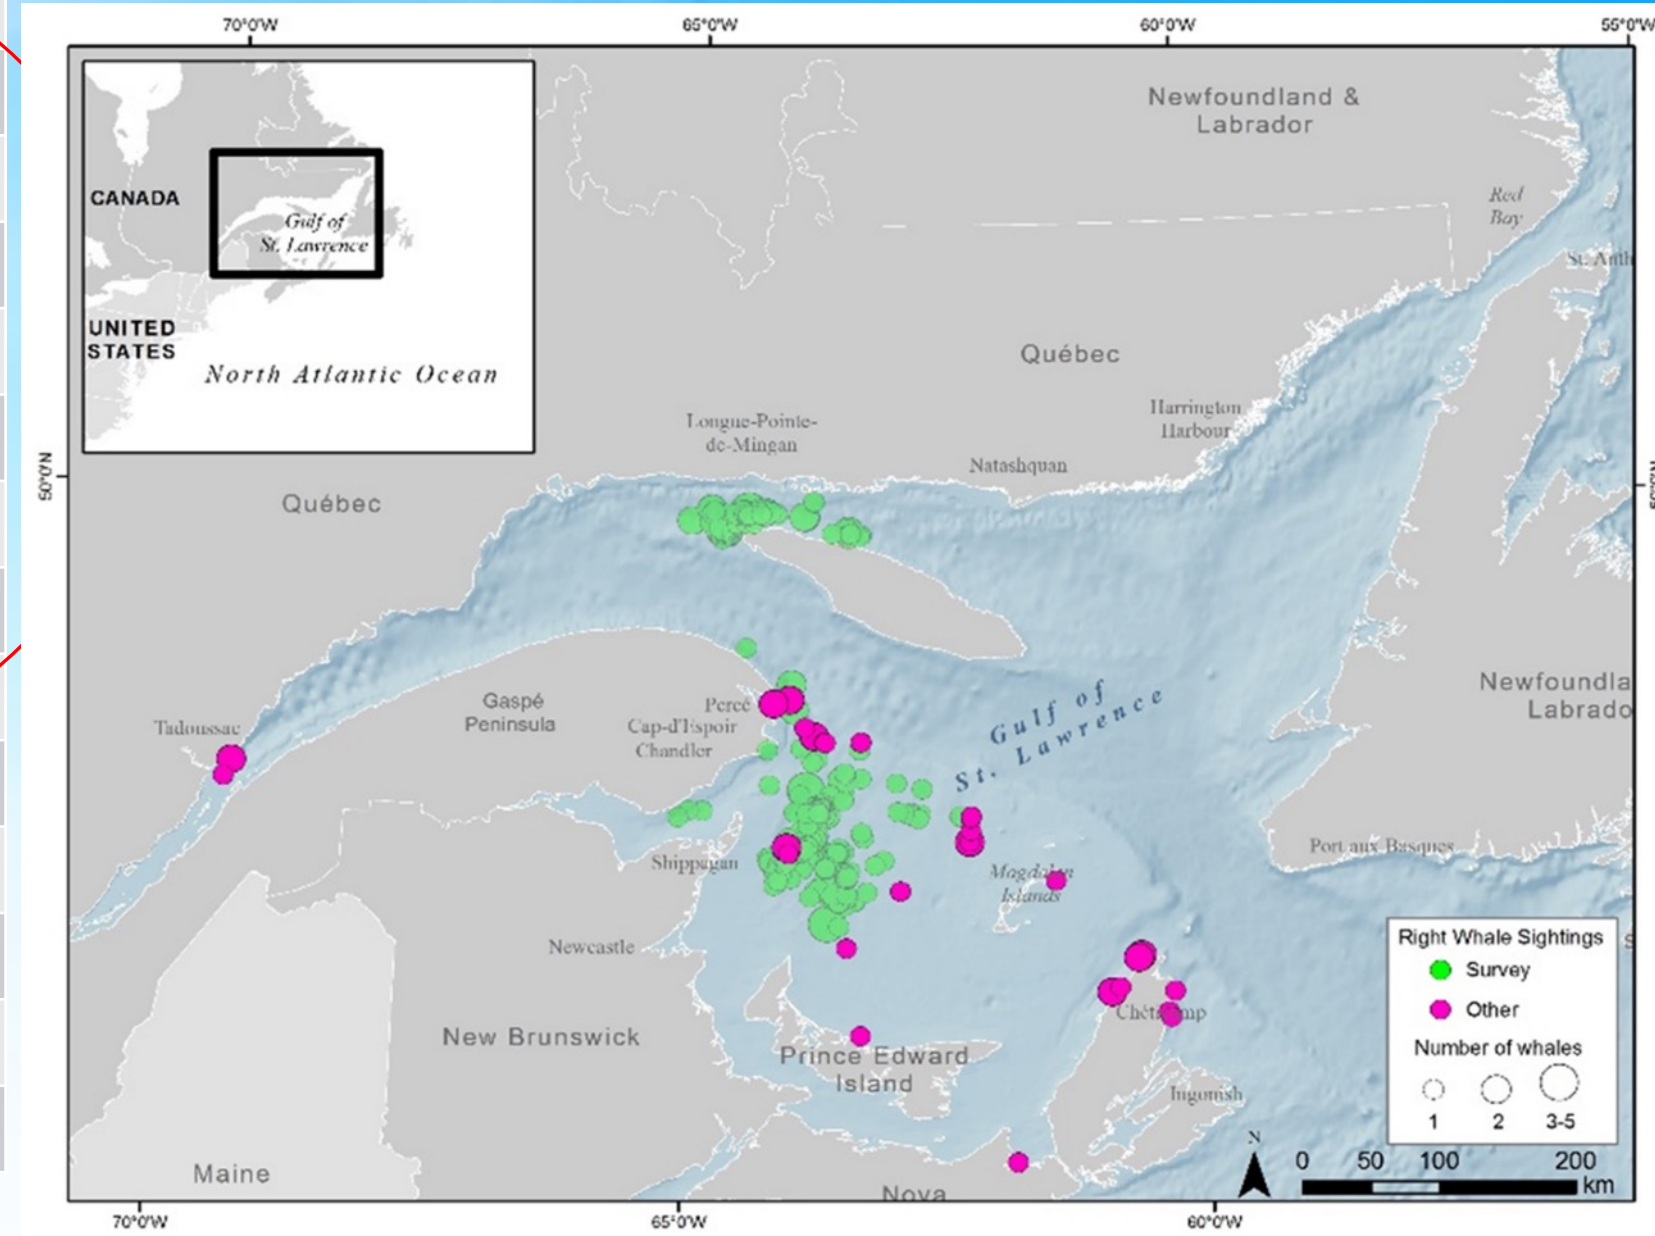 70°0'W
65°0'W
60°0'W
55°0'W
Newfoundland &
Labrador
CANADA
Gulf of
St. Lawrence
UNITED
STATES
North Atlantic Ocean
Red
Bay
St. Anth
Québec
Harrington
Harbour
Longue-Pointe-
de-Mingan
Natashquan
50°0'N
Québec
Gaspé
Peninsula
Percé
Cap-d'Espoir
Chandler
Tadoussac
Gulf of
St. Lawrence
Newfoundla
Labrado
Port aux Basques
Shippagan
Magdalen
Islands
Newcastle
Right Whale Sightings
Survey
Other
Number of whales
1 2 3-5
New Brunswick
Prince Edward
Island
Ingonish
Maine
Nova
N
0 50 100 200
km
70°0'W
65°0'W
60°0'W